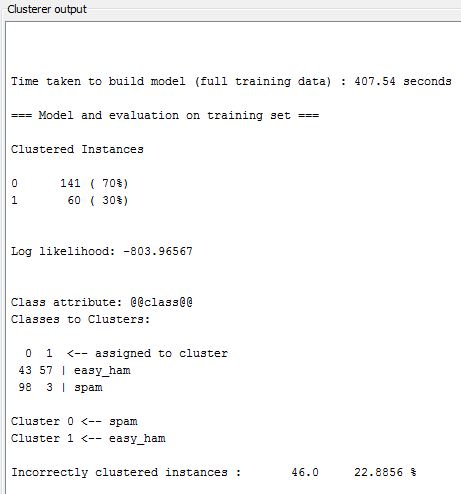 Clusterer output
Time taken to build model (full training data) : 407.54 seconds
=== Model and evaluation on training set ===
Clustered Instances
0      141 ( 70%)
1       60 ( 30%)
Log likelihood: -803.96567
Class attribute: @@class@@
Classes to Clusters:
  0  1  <-- assigned to cluster
 43 57 | easy_ham
 98  3 | spam
Cluster 0 <-- spam
Cluster 1 <-- easy_ham
Incorrectly clustered instances :       46.0     22.8856 %